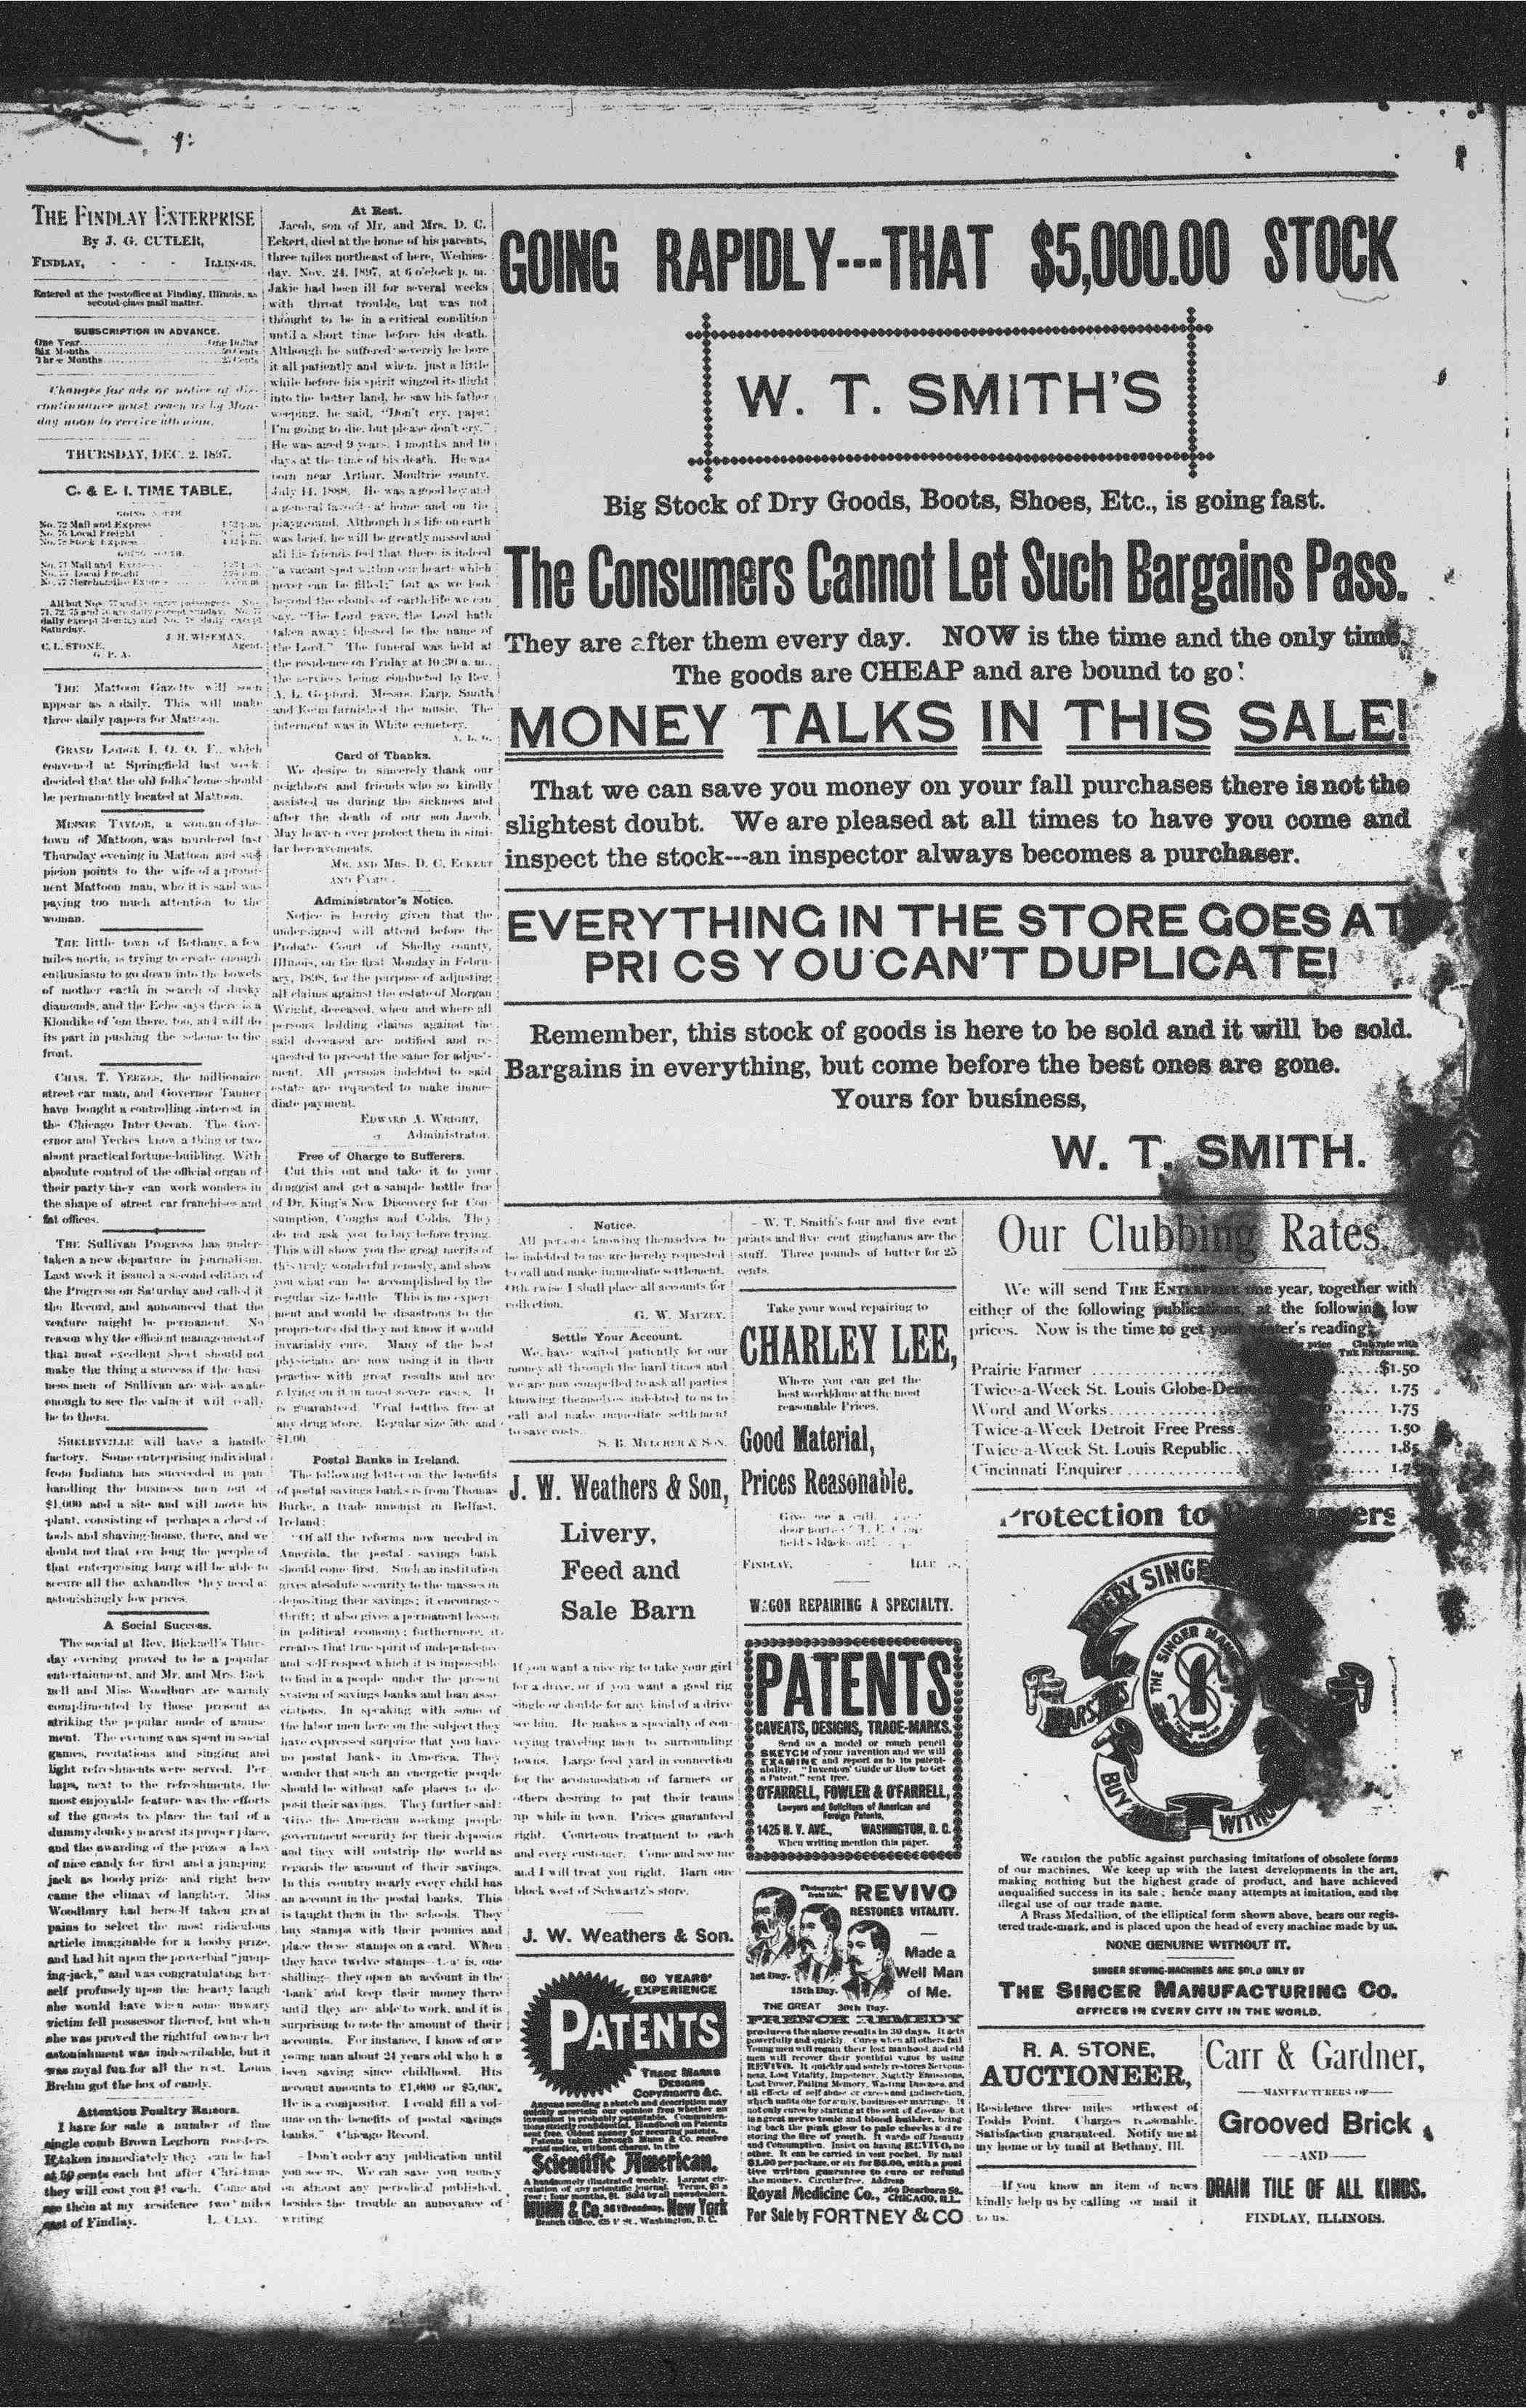 THE FINDLAY ENTERPRISE
By J. G. CUTLER,
FINDLAY, - - - ILLINOIS.
Entered at the postoffice at Findlay, Illinois, as
second-class mail matter.
SUBSCRIPTION IN ADVANCE.
One Year One Dollar
Six Months 50 Cents
Three Months 25 Cents
Changes for ads or notice of dis-
continuance must reach us by Mon-
day noon to receive attention.
THURSDAY, DEC. 2, 1897.
C. & E. I. TIME TABLE.
No. 72 Mail and Express
No. 76 Local Freight
J. H. WISEMAN,
C. L. STONE, Agent.
G. P. A.
THE Mattoon Gazette will soon
appear as a daily. This will make
three daily papers for Mattoon.
GRAND LODGE I. O. O. F., which
convened at Springfield last week
decided that the old folks' home should
be permanently located at Mattoon.
MINNIE TAYLOR, a woman-of-the-
town of Mattoon, was murdered last
Thursday evening in Mattoon and sus-
picion points to the wife of a promi-
nent Mattoon man, who it is said was
paying too much attention to the
woman.
THE little town of Bethany, a few
miles north, is trying to create enough
enthusiasm to go down into the bowels
of mother earth in search of dusky
diamonds, and the Echo says there is a
Klondike of 'em there, too, and will do
its part in pushing the scheme to the
front.
CHAS. T. YERKES, the millionaire
street car man, and Governor Tanner
have bought a controlling interest in
the Chicago Inter Ocean. The Gov-
ernor and Yerkes know a thing or two
about practical fortune-building. With
absolute control of the official organ of
their party they can work wonders in
the shape of street car franchises and
fat offices.
THE Sullivan Progress has under-
taken a new departure in journalism.
Last week it issued a second edition of
the Progress on Saturday and called it
the Record, and announced that the
venture might be permanent. No
reason why the efficient management of
that most excellent sheet should not
make the thing a success if the busi-
ness men of Sullivan are wide awake
enough to see the value it will really
be to them.
SHELBYVILLE will have a handle
factory. Some enterprising individual
from Indiana has succeeded in pan-
handling the business men out of
$1,000 and a site and will move his
plant, consisting of perhaps a chest of
tools and shaving-house, there, and we
doubt not that ere long the people of
that enterprising burg will be able to
secure all the axhandles they need at
astonishingly low prices.
A Social Success.
The social at Rev. Bicknell's Thurs-
day evening proved to be a popular
entertainment, and Mr. and Mrs. Bick
nell and Miss Woodbury are warmly
complimented by those present as
striking the popular mode of amuse-
ment. The evening was spent in social
games, recitations and singing and
light refreshments were served. Per
haps, next to the refreshments, the
most enjoyable feature was the efforts
of the guests to place the tail of a
dummy donkey nearest its proper place,
and the awarding of the prizes a box
of nice candy for first and a jumping
jack as booby prize and right here
came the climax of laughter. Miss
Woodbury had herself taken great
pains to select the most ridiculous
article imaginable for a booby prize,
and had hit upon the proverbial "jump-
ing-jack," and was congratulating her-
self profusely upon the hearty laugh
she would have when some unwary
victim fell possessor thereof, but when
she was proved the rightful owner her
astonishment was indescribable, but it
was royal fun for all the rest. Louis
Brehm got the box of candy.
Attention Poultry Raisers.
I have for sale a number of fine
single comb Brown Leghorn roosters.
If taken immediately they can be had
at 50 cents each but after Christmas
they will cost you $1 each. Come and
see them at my residence two miles
east of Findlay. L. CLAY.
At Rest.
Jacob, son of Mr. and Mrs. D. C.
Eckert, died at the home of his parents,
three miles northeast of here, Wednes-
day, Nov. 24, 1897, at 6 o'clock p. m.
Jakie had been ill for several weeks
with throat trouble, but was not
thought to be in a critical condition
until a short time before his death.
Although he suffered severely he bore
it all patiently and when, just a little
while before his spirit winged its flight
into the better land, he saw his father
weeping, he said, "Don't cry, papa;
I'm going to die, but please don't cry."
He was aged 9 years, 4 months and 10
days at the time of his death. He was
born near Arthur, Moultrie county,
July 14, 1888. He was a good boy and
a general favorite at home and on the
playground. Although his life on earth
was brief, he will be greatly missed and
all his friends feel that there is indeed
"a vacant spot within our hearts which
never can be filled;" but as we look
beyond the clouds of earthlife we can
say, "The Lord gave, the Lord hath
taken away; blessed be the name of
the Lord." The funeral was held at
the residence on Friday at 10:30 a. m.,
the services being conducted by Rev.
A. L. Gepford. Messrs. Earp, Smith
and Keim furnished the music. The
interment was in White cemetery.
A. L. G.
Card of Thanks.
We desire to sincerely thank our
neighbors and friends who so kindly
assisted us during the sickness and
after the death of our son Jacob.
May heaven ever protect them in simi-
lar bereavements.
MR. AND MRS. D. C. ECKERT
AND FAMILY.
Administrator's Notice.
Notice is hereby given that the
undersigned will attend before the
Probate Court of Shelby county,
Illinois, on the first Monday in Febru-
ary, 1898, for the purpose of adjusting
all claims against the estate of Morgan
Wright, deceased, when and where all
persons holding claims against the
said deceased are notified and re-
quested to present the same for adjust-
ment. All persons indebted to said
estate are requested to make imme-
diate payment.
EDWARD A. WRIGHT,
Administrator.
Free of Charge to Sufferers.
Cut this out and take it to your
druggist and get a sample bottle free
of Dr. King's New Discovery for Con
sumption, Coughs and Colds. They
do not ask you to buy before trying.
This will show you the great merits of
this truly wonderful remedy, and show
you what can be accomplished by the
regular size bottle This is no experi-
ment and would be disastrous to the
proprietors did they not know it would
invariably cure. Many of the best
physicians are now using it in their
practice with great results and are
relying on it in most severe cases. It
is guaranteed. Trial bottles free at
any drug store. Regular size 50c and
$1.00.
Postal Banks in Ireland.
The following letter on the benefits
of postal savings banks is from Thomas
Burke, a trade unionist in Belfast,
Ireland:
"Of all the reforms now needed in
America, the postal savings bank
should come first. Such an institution
gives absolute security to the masses in
depositing their savings; it encourages
thrift; it also gives a permanent lesson
in political economy; furthermore, it
creates that true spirit of independence
and self-respect which it is impossible
to find in a people under the present
system of savings banks and loan asso-
ciations. In speaking with some of
the labor men here on the subject they
have expressed surprise that you have
no postal banks in America. They
wonder that such an energetic people
should be without safe places to de-
posit their savings. They further said:
'Give the American working people
government security for their deposits
and they will outstrip the world as
regards the amount of their savings.
In this country nearly every child has
an account in the postal banks. This
is taught them in the schools. They
buy stamps with their pennies and
place these stamps on a card. When
they have twelve stamps—that is, one
shilling—they open an account in the
bank' and keep their money there
until they are able to work, and it is
surprising to note the amount of their
accounts. For instance, I know of one
young man about 24 years old who has
been saving since childhood. His
account amounts to £1,000 or $5,000.
He is a compositor. I could fill a vol-
ume on the benefits of postal savings
banks." Chicago Record.
—Don't order any publication until
you see us. We can save you money
on almost any periodical published,
besides the trouble an annoyance of
writing
GOING RAPIDLY---THAT $5,000.00 STOCK
W. T. SMITH'S
Big Stock of Dry Goods, Boots, Shoes, Etc., is going fast.
The Consumers Cannot Let Such Bargains Pass.
They are after them every day. NOW is the time and the only time.
The goods are CHEAP and are bound to go!
MONEY TALKS IN THIS SALE!
That we can save you money on your fall purchases there is not the
slightest doubt. We are pleased at all times to have you come and
inspect the stock---an inspector always becomes a purchaser.
EVERYTHING IN THE STORE GOES AT
PRI CS YOU CAN'T DUPLICATE!
Remember, this stock of goods is here to be sold and it will be sold.
Bargains in everything, but come before the best ones are gone.
Yours for business,
W. T. SMITH.
Notice.
All persons knowing themselves to
be indebted to me are hereby requested
to call and make immediate settlement.
Otherwise I shall place all accounts for
collection.
G. W. MAUZEY.
Settle Your Account.
We have waited patiently for our
money all through the hard times and
we are now compelled to ask all parties
knowing themselves indebted to us to
call and make immediate settlement
to save costs.
S. B. MELCHER & SON.
J. W. Weathers & Son,
Livery,
Feed and
Sale Barn
If you want a nice rig to take your girl
for a drive, or if you want a good rig
single or double for any kind of a drive
see him. He makes a specialty of con-
veying traveling men to surrounding
towns. Large feed yard in connection
for the accomodation of farmers or
others desiring to put their teams
up while in town. Prices guaranteed
right. Courteous treatment to each
and every customer. Come and see me
and I will treat you right. Barn one
block west of Schwartz's store.
J. W. Weathers & Son.
50 YEARS'
EXPERIENCE
PATENTS
TRADE MARKS
DESIGNS
COPYRIGHTS &C.
Anyone sending a sketch and description may
quickly ascertain our opinion free whether an
invention is probably patentable. Communica-
tions strictly confidential. Handbook on Patents
sent free. Oldest agency for securing patents.
Patents taken through Munn & Co. receive
special notice, without charge, in the
Scientific American.
A handsomely illustrated weekly. Largest cir-
culation of any scientific journal. Terms, $3 a
year; four months, $1. Sold by all newsdealers.
MUNN & Co. 361 Broadway, New York
Branch Office, 625 F St., Washington, D. C.
—W. T. Smith's four and five cent
prints and five cent ginghams are the
stuff. Three pounds of butter for 25
cents.
Take your wood repairing to
CHARLEY LEE,
Where you can get the
best work done at the most
reasonable Prices.
Good Material,
Prices Reasonable.
Give me a call,
FINDLAY, - - ILLINOIS.
WAGON REPAIRING A SPECIALTY.
PATENTS
CAVEATS, DESIGNS, TRADE-MARKS.
Send us a model or rough pencil
SKETCH of your invention and we will
EXAMINE and report as to its patent-
ability. "Inventors' Guide or How to Get
a Patent," sent free.
O'FARRELL, FOWLER & O'FARRELL,
Lawyers and Solicitors of American and
Foreign Patents,
1425 N. Y. AVE., WASHINGTON, D. C.
When writing mention this paper.
Photographed
from Life.
REVIVO
RESTORES VITALITY.
1st Day.
15th Day.
Made a
Well Man
of Me.
THE GREAT 30th Day.
FRENCH REMEDY
produces the above results in 30 days. It acts
powerfully and quickly. Cures when all others fail
Young men will regain their lost manhood, and old
men will recover their youthful vigor by using
REVIVO. It quickly and surely restores Nervous-
ness, Lost Vitality, Impotency, Nightly Emissions,
Lost Power, Failing Memory, Wasting Diseases, and
all effects of self abuse or excess and indiscretion,
which unfits one for study, business or marriage. It
not only cures by starting at the seat of disease but
is a great nerve tonic and blood builder, bring-
ing back the pink glow to pale cheeks and re
storing the fire of youth. It wards off Insanity
and Consumption. Insist on having REVIVO, no
other. It can be carried in vest pocket. By mail
$1.00 per package, or six for $5.00, with a posi
tive written guarantee to cure or refund
the money. Circular free. Address
Royal Medicine Co., 269 Dearborn St., CHICAGO, ILL.
For Sale by FORTNEY & CO
Our Clubbing Rates
We will send THE ENTERPRISE one year, together with
either of the following publications, at the following low
prices. Now is the time to get your winter's reading.
price Club rate with
THE ENTERPRISE.
Prairie Farmer $1.50
Twice-a-Week St. Louis Globe-Dem 1.75
Word and Works 1.75
Twice-a-Week Detroit Free Press 1.50
Twice-a-Week St. Louis Republic 1.85
Cincinnati Enquirer
Protection to
EVERY SINGER
THE SINGER MANFG
BUY WITHOUT
We caution the public against purchasing imitations of obsolete forms
of our machines. We keep up with the latest developments in the art,
making nothing but the highest grade of product, and have achieved
unqualified success in its sale; hence many attempts at imitation, and the
illegal use of our trade name.
A Brass Medallion, of the elliptical form shown above, bears our regis-
tered trade-mark, and is placed upon the head of every machine made by us.
NONE GENUINE WITHOUT IT.
SINGER SEWING-MACHINES ARE SOLD ONLY BY
THE SINGER MANUFACTURING CO.
OFFICES IN EVERY CITY IN THE WORLD.
R. A. STONE,
AUCTIONEER,
Residence three miles northwest of
Todds Point. Charges reasonable.
Satisfaction guaranteed. Notify me at
my home or by mail at Bethany, Ill.
—If you know an item of news
kindly help us by calling or mail it
to us.
Carr & Gardner,
—MANUFACTURERS OF—
Grooved Brick
—AND—
DRAIN TILE OF ALL KINDS.
FINDLAY, ILLINOIS.